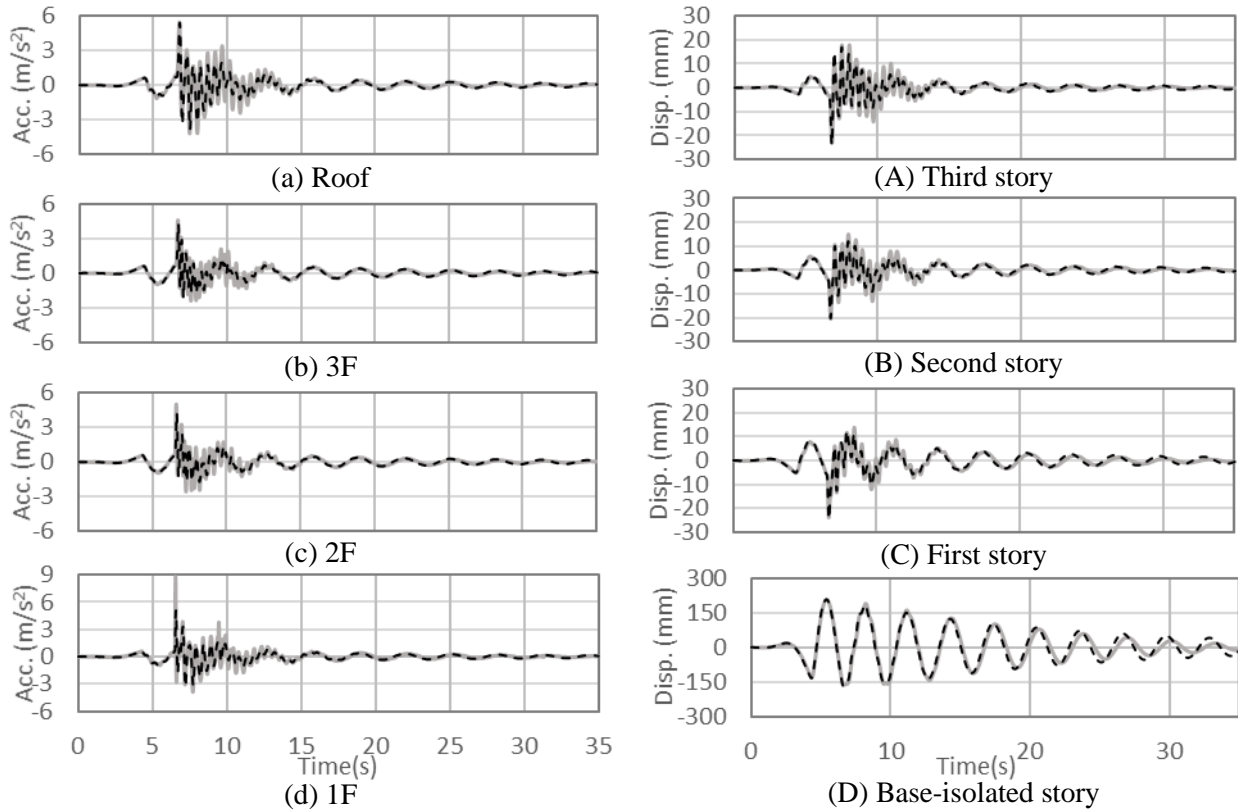 6
3
0
-3
-6
Acc. (m/s²)
(a) Roof
6
3
0
-3
-6
Acc. (m/s²)
(b) 3F
6
3
0
-3
-6
Acc. (m/s²)
(c) 2F
9
6
3
0
-3
-6
Acc. (m/s²)
0 5 10 15 20 25 30 35
Time(s)
(d) 1F
30
20
10
0
-10
-20
-30
Disp. (mm)
(A) Third story
30
20
10
0
-10
-20
-30
Disp. (mm)
(B) Second story
30
20
10
0
-10
-20
-30
Disp. (mm)
(C) First story
300
150
0
-150
-300
Disp. (mm)
0 10 20 30
Time(s)
(D) Base-isolated story